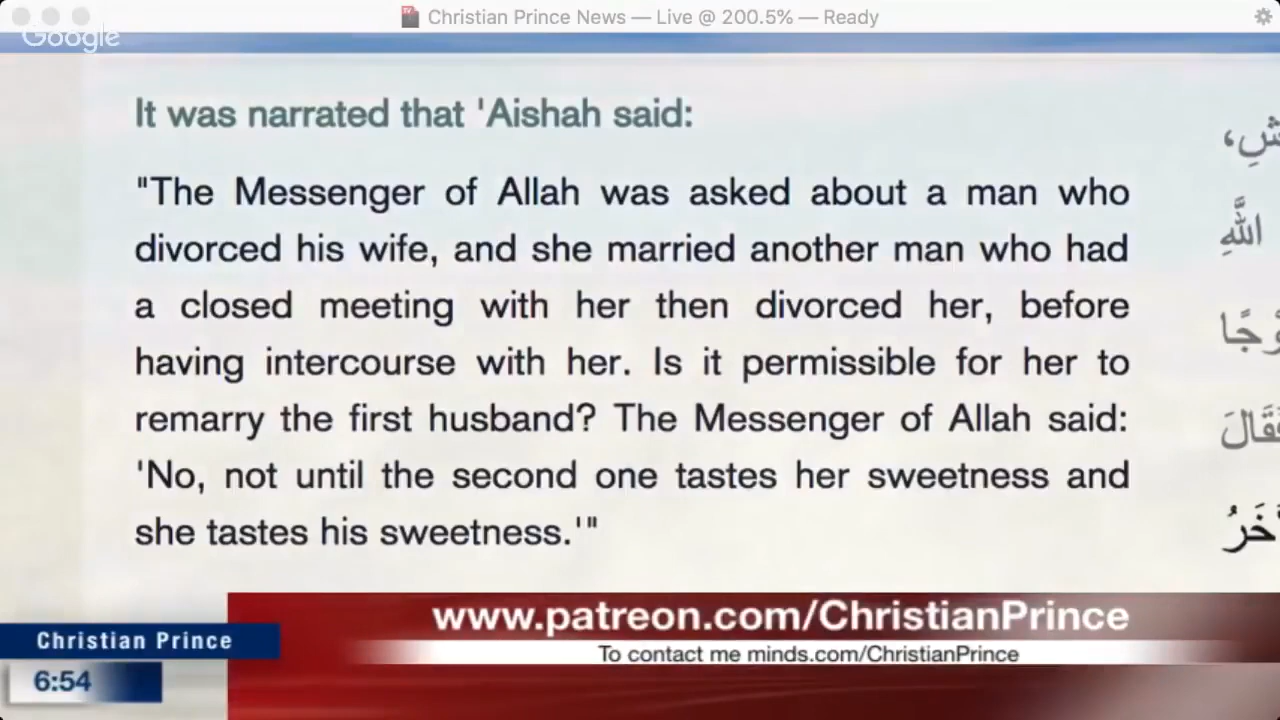 Christian Prince News — Live @ 200.5% — Ready
Google
It was narrated that 'Aishah said:
"The Messenger of Allah was asked about a man who
divorced his wife, and she married another man who had
a closed meeting with her then divorced her, before
having intercourse with her. Is it permissible for her to
remarry the first husband? The Messenger of Allah said:
'No, not until the second one tastes her sweetness and
she tastes his sweetness.'"
اللَّهِ
www.patreon.com/ChristianPrince
To contact me minds.com/ChristianPrince
Christian Prince
6:54